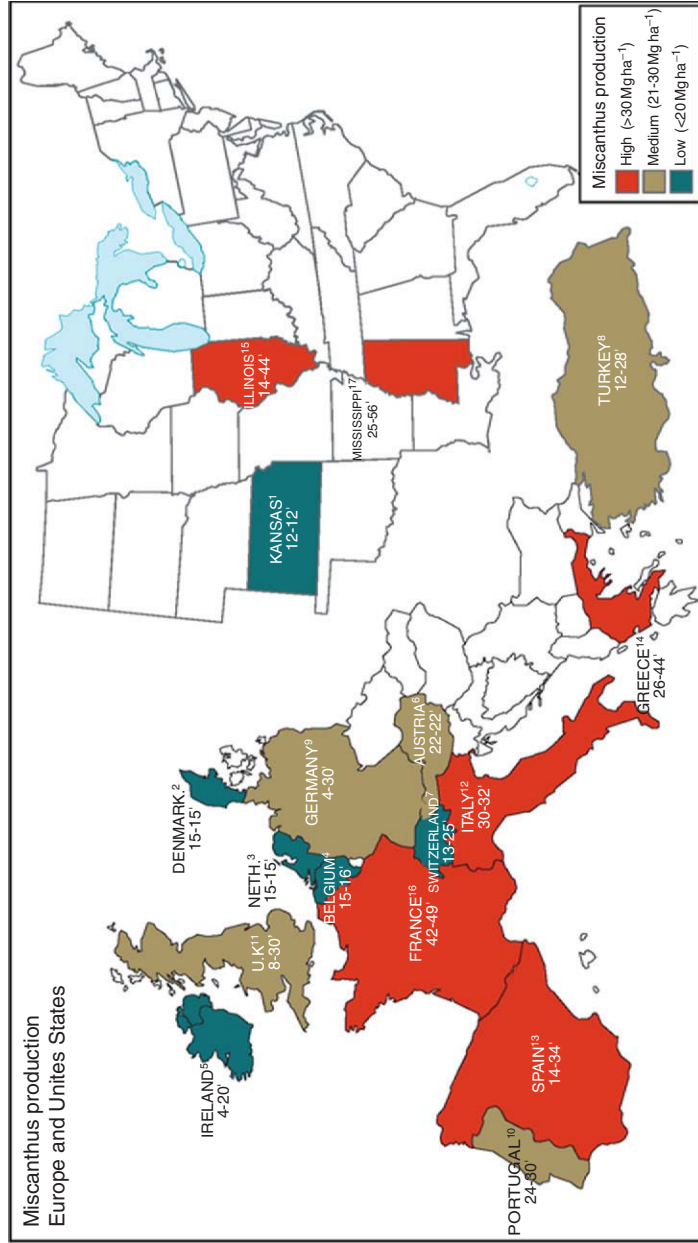 Miscanthus production
Europe and Unites States
IRELAND⁵
4-20'
U.K¹¹
8-30'
DENMARK.²
15-15'
NETH.³
15-15'
BELGIUM⁴
15-16'
GERMANY⁹
4-30'
FRANCE¹⁶
42-49'
SWITZERLAND⁷
13-25'
AUSTRIA⁶
22-22'
ITALY¹²
30-32'
SPAIN¹³
14-34'
PORTUGAL¹⁰
24-30'
GREECE¹⁴
26-44'
TURKEY⁸
12-28'
KANSAS¹
12-12'
ILLINOIS¹⁵
14-44'
MISSISSIPPI¹⁷
25-56'
Miscanthus production
High (>30 Mg ha⁻¹)
Medium (21-30 Mg ha⁻¹)
Low (<20 Mg ha⁻¹)